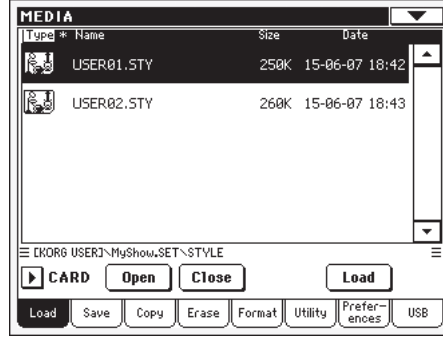 MEDIA
Type * Name Size Date
USER01.STY 250K 15-06-07 18:42
USER02.STY 260K 15-06-07 18:43
[KORG USER]\MyShow.SET\STYLE
CARD Open Close Load
Load Save Copy Erase Format Utility Prefer-ences USB